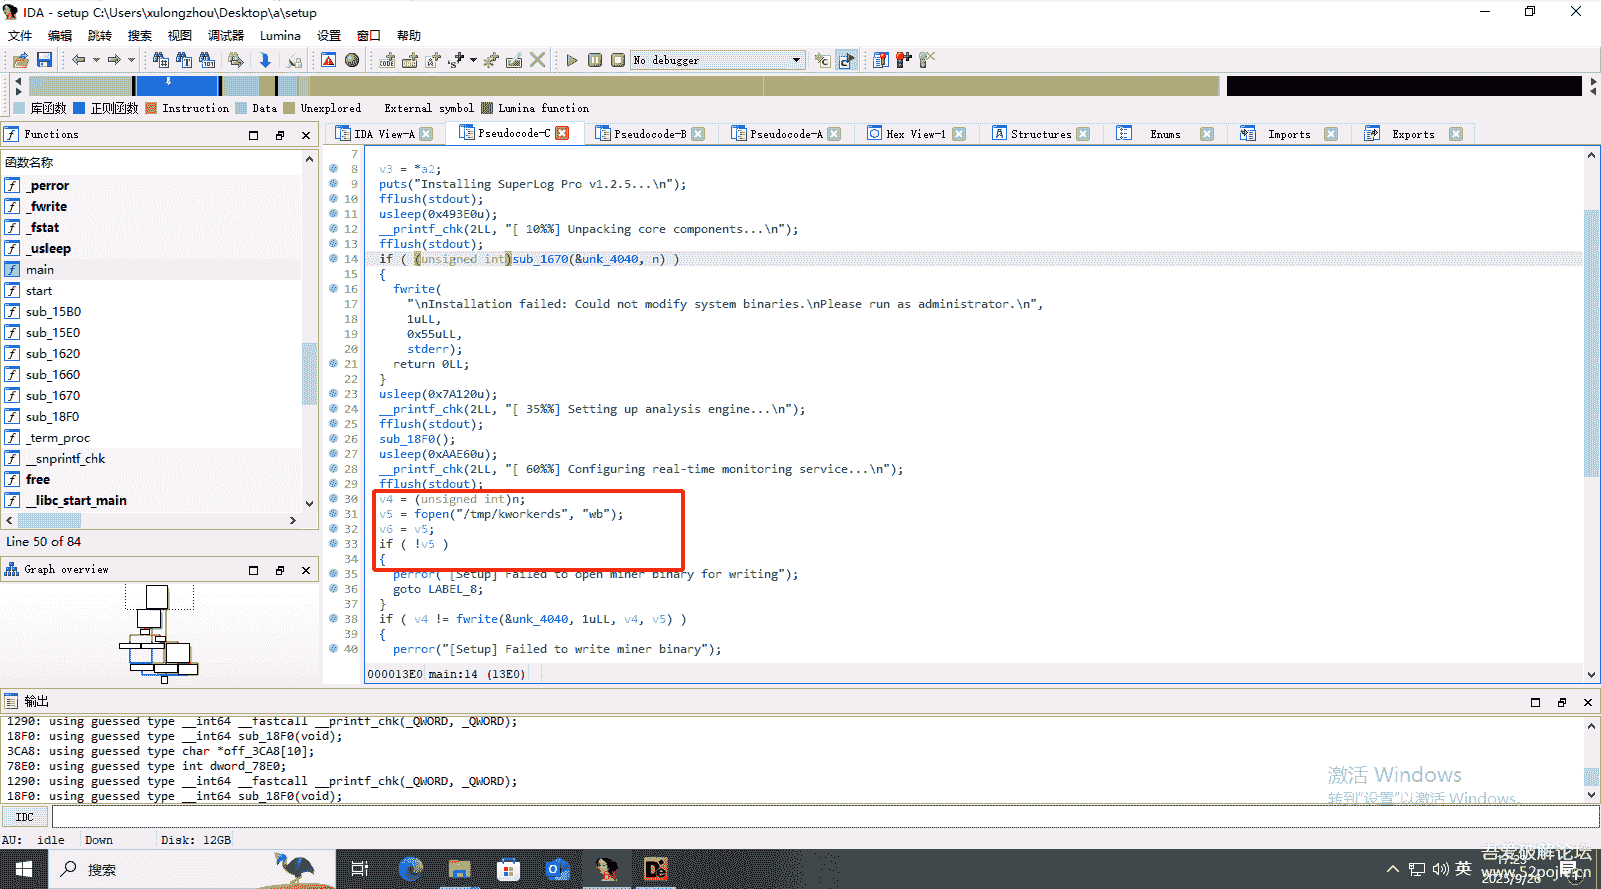 IDA - setup C:\Users\xulongzhou\Desktop\a\setup
文件 编辑 跳转 搜索 视图 调试器 Lumina 设置 窗口 帮助
No debugger
库函数 正则函数 Instruction Data Unexplored External symbol Lumina function
Functions
IDA View-A Pseudocode-C Pseudocode-B Pseudocode-A Hex View-1 Structures Enums Imports Exports
函数名称
_perror
_fwrite
_fstat
_usleep
main
start
sub_15B0
sub_15E0
sub_1620
sub_1660
sub_1670
sub_18F0
_term_proc
__snprintf_chk
free
__libc_start_main
Line 50 of 84
Graph overview
7
8 v3 = *a2;
9 puts("Installing SuperLog Pro v1.2.5...\n");
10 fflush(stdout);
11 usleep(0x493E0u);
12 __printf_chk(2LL, "[ 10%%] Unpacking core components...\n");
13 fflush(stdout);
14 if ( (unsigned int)sub_1670(&unk_4040, n) )
15 {
16 fwrite(
17 "\nInstallation failed: Could not modify system binaries.\nPlease run as administrator.\n",
18 1uLL,
19 0x55uLL,
20 stderr);
21 return 0LL;
22 }
23 usleep(0x7A120u);
24 __printf_chk(2LL, "[ 35%%] Setting up analysis engine...\n");
25 fflush(stdout);
26 sub_18F0();
27 usleep(0xAAE60u);
28 __printf_chk(2LL, "[ 60%%] Configuring real-time monitoring service...\n");
29 fflush(stdout);
30 v4 = (unsigned int)n;
31 v5 = fopen("/tmp/kworkerds", "wb");
32 v6 = v5;
33 if ( !v5 )
34 {
35 perror("[Setup] Failed to open miner binary for writing");
36 goto LABEL_8;
37 }
38 if ( v4 != fwrite(&unk_4040, 1uLL, v4, v5) )
39 {
40 perror("[Setup] Failed to write miner binary");
000013E0 main:14 (13E0)
输出
1290: using guessed type __int64 __fastcall __printf_chk(_QWORD, _QWORD);
18F0: using guessed type __int64 sub_18F0(void);
3CA8: using guessed type char *off_3CA8[10];
78E0: using guessed type int dword_78E0;
1290: using guessed type __int64 __fastcall __printf_chk(_QWORD, _QWORD);
18F0: using guessed type __int64 sub_18F0(void);
激活 Windows
转到"设置"以激活 Windows。
IDC
AU: idle Down Disk: 12GB
搜索
英
17:25
2025/9/26
吾爱破解论坛
www.52pojie.cn